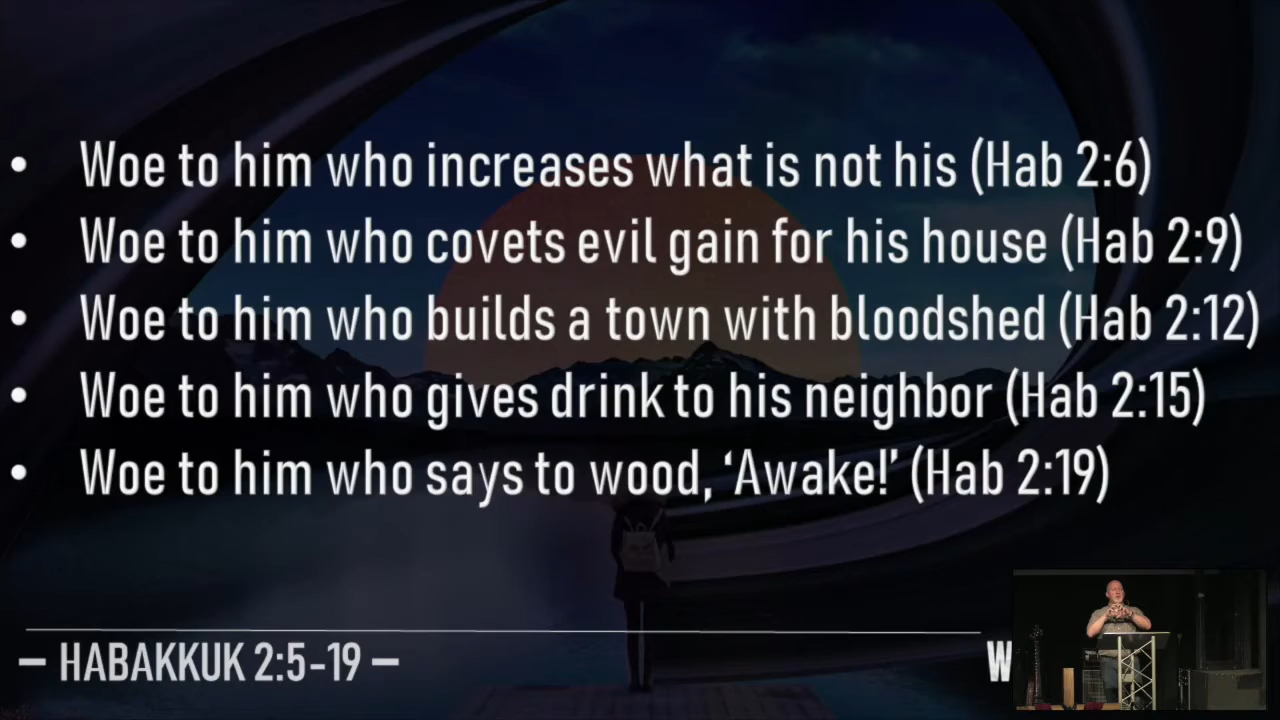 • Woe to him who increases what is not his (Hab 2:6)
• Woe to him who covets evil gain for his house (Hab 2:9)
• Woe to him who builds a town with bloodshed (Hab 2:12)
• Woe to him who gives drink to his neighbor (Hab 2:15)
• Woe to him who says to wood, ‘Awake!’ (Hab 2:19)
— HABAKKUK 2:5-19 —